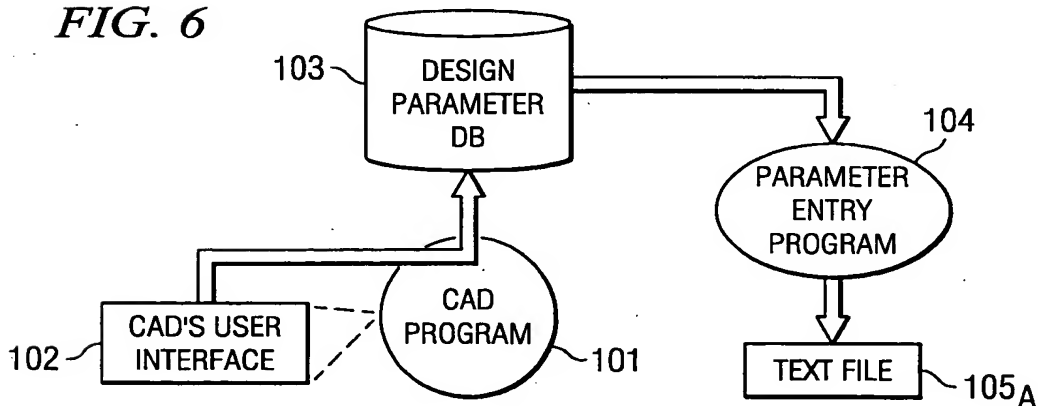 FIG. 6
103
DESIGN
PARAMETER
DB
104
PARAMETER
ENTRY
PROGRAM
CAD
PROGRAM
CAD'S USER
INTERFACE
102
101
TEXT FILE
105A